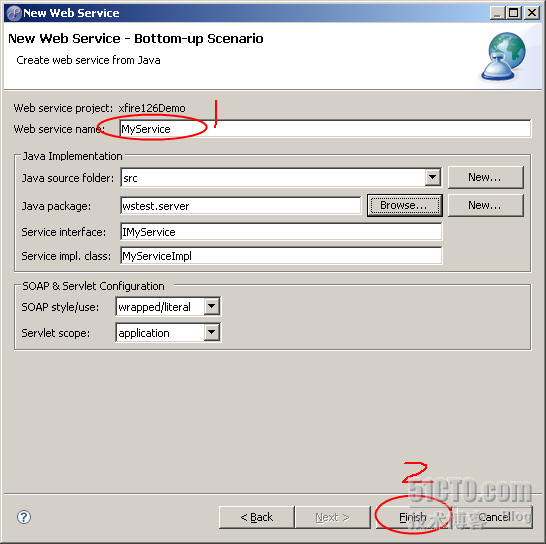 New Web Service
New Web Service - Bottom-up Scenario
Create web service from Java
Web service project: xfire126Demo
1
Web service name: MyService
Java Implementation
Java source folder: src New...
Java package: wstest.server Browse... New...
Service interface: IMyService
Service impl. class: MyServiceImpl
SOAP & Servlet Configuration
SOAP style/use: wrapped/literal
Servlet scope: application
2
51CTO.com
? < Back Next > Finish Cancel
技术博客 Blog